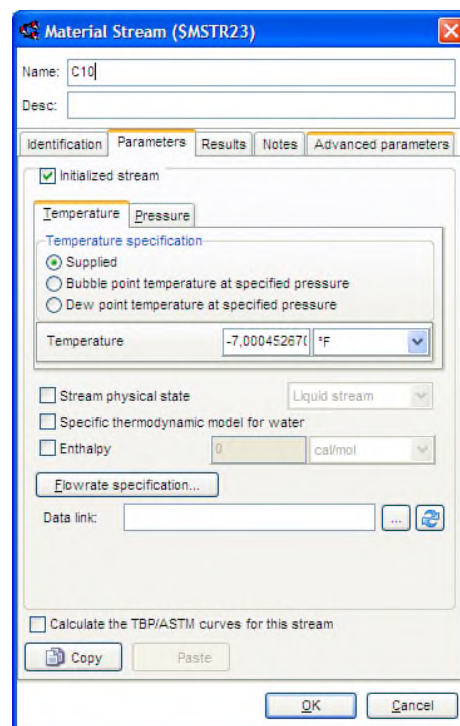 Material Stream ($MSTR23)
Name: C10
Desc:
Identification Parameters Results Notes Advanced parameters
Initialized stream
Temperature Pressure
Temperature specification
Supplied
Bubble point temperature at specified pressure
Dew point temperature at specified pressure
Temperature -7,00045267( °F
Stream physical state Liquid stream
Specific thermodynamic model for water
Enthalpy 0 cal/mol
Flowrate specification...
Data link: ...
Calculate the TBP/ASTM curves for this stream
Copy Paste
OK Cancel